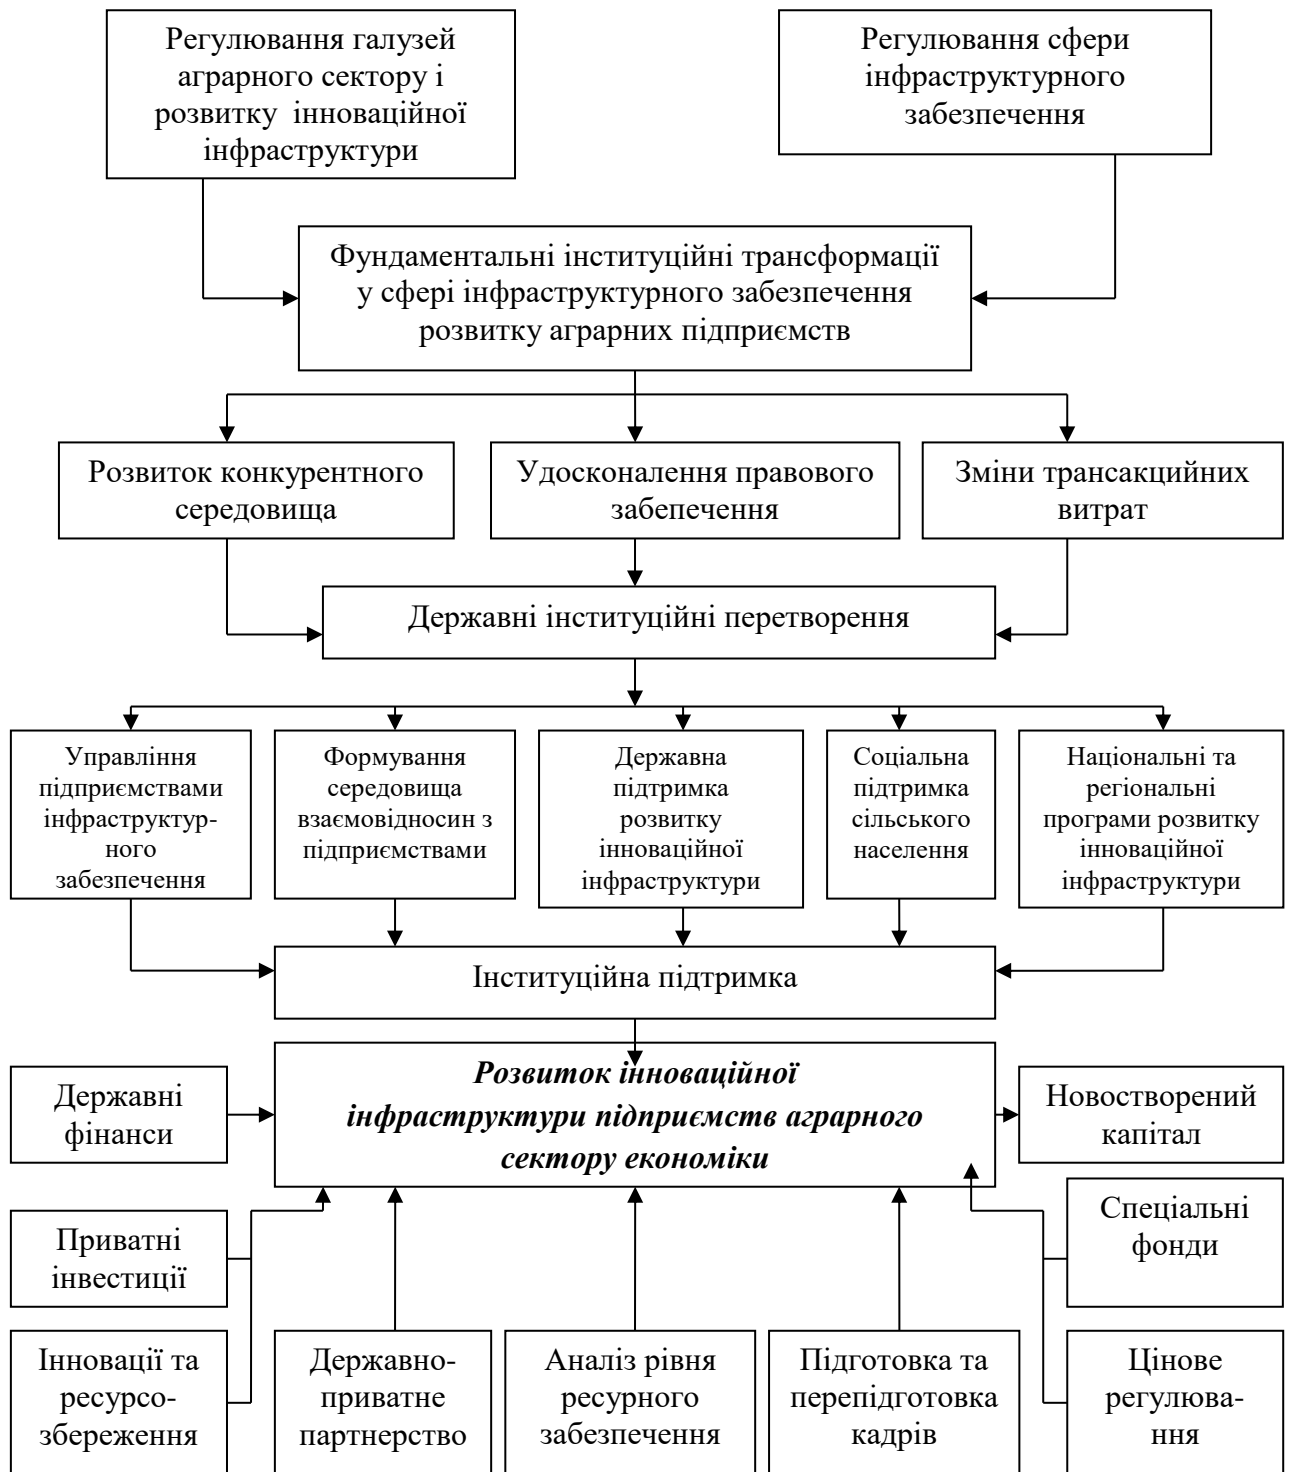 Регулювання галузей
аграрного сектору і
розвитку інноваційної
інфраструктури
Регулювання сфери
інфраструктурного
забезпечення
Фундаментальні інституційні трансформації
у сфері інфраструктурного забезпечення
розвитку аграрних підприємств
Розвиток конкурентного
середовища
Удосконалення правового
забепечення
Зміни трансакцийних
витрат
Державні інституційні перетворення
Управління
підприємствами
інфраструктур-
ного
забезпечення
Формування
середовища
взаємовідносин з
підприємствами
Державна
підтримка
розвитку
інноваційної
інфраструктури
Соціальна
підтримка
сільського
населення
Національні та
регіональні
програми розвитку
інноваційної
інфраструктури
Інституційна підтримка
Державні
фінанси
Розвиток інноваційної
інфраструктури підприємств аграрного
сектору економіки
Новостворений
капітал
Приватні
інвестиції
Спеціальні
фонди
Інновації та
ресурсо-
збереження
Державно-
приватне
партнерство
Аналіз рівня
ресурного
забезпечення
Підготовка та
перепідготовка
кадрів
Цінове
регулюва-
ння